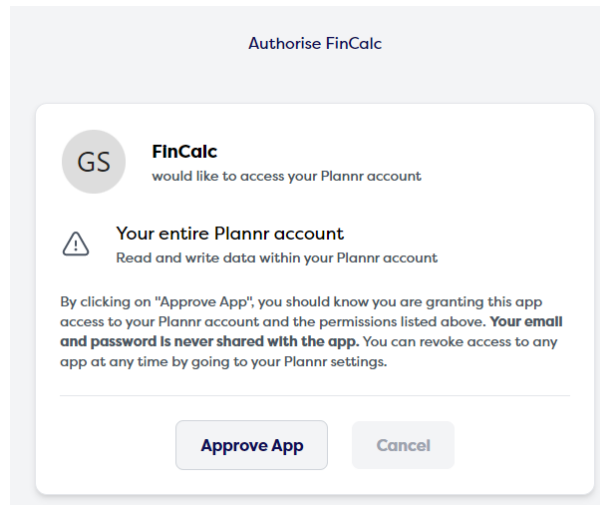 Authorise FinCalc
GS
FinCalc
would like to access your Plannr account
Your entire Plannr account
Read and write data within your Plannr account
By clicking on "Approve App", you should know you are granting this app
access to your Plannr account and the permissions listed above. Your email
and password is never shared with the app. You can revoke access to any
app at any time by going to your Plannr settings.
Approve App
Cancel